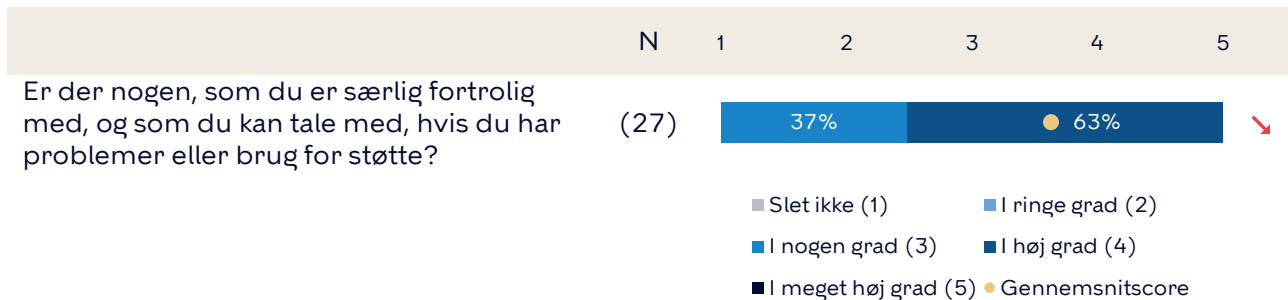 N 1 2 3 4 5
Er der nogen, som du er særlig fortrolig
med, og som du kan tale med, hvis du har
problemer eller brug for støtte?
(27) 37% 63%
Slet ikke (1) I ringe grad (2)
I nogen grad (3) I høj grad (4)
I meget høj grad (5) Gennemsnitscore